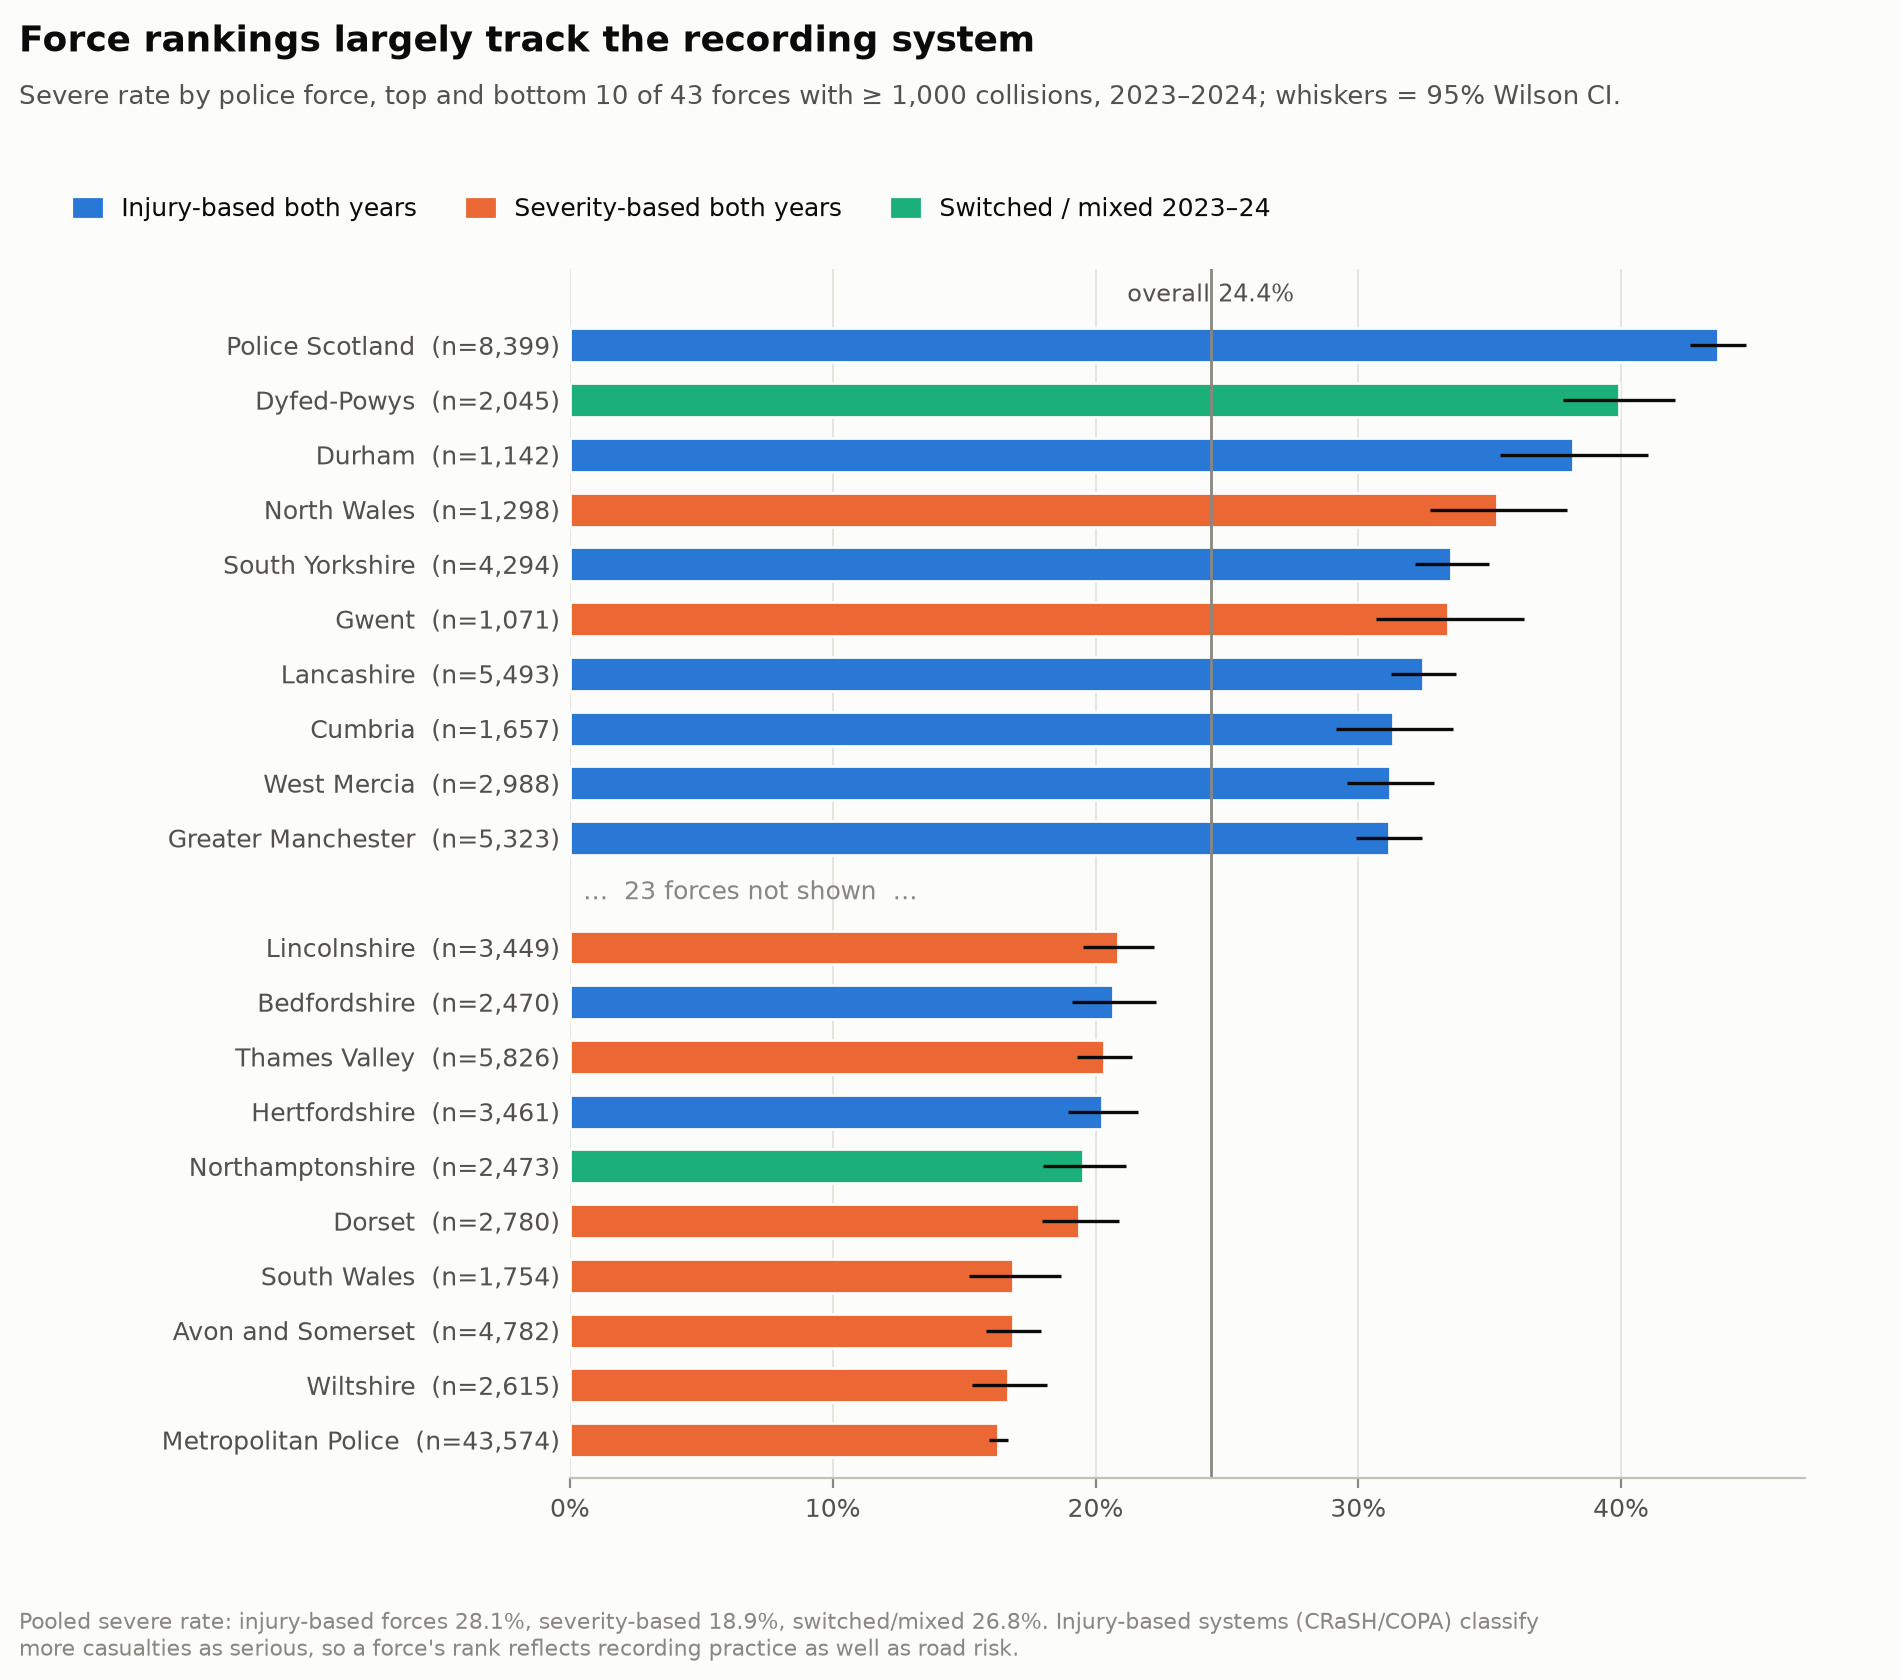 Force rankings largely track the recording system
Severe rate by police force, top and bottom 10 of 43 forces with ≥ 1,000 collisions, 2023–2024; whiskers = 95% Wilson CI.
Injury-based both years
Severity-based both years
Switched / mixed 2023–24
overall 24.4%
Police Scotland (n=8,399)
Dyfed-Powys (n=2,045)
Durham (n=1,142)
North Wales (n=1,298)
South Yorkshire (n=4,294)
Gwent (n=1,071)
Lancashire (n=5,493)
Cumbria (n=1,657)
West Mercia (n=2,988)
Greater Manchester (n=5,323)
… 23 forces not shown …
Lincolnshire (n=3,449)
Bedfordshire (n=2,470)
Thames Valley (n=5,826)
Hertfordshire (n=3,461)
Northamptonshire (n=2,473)
Dorset (n=2,780)
South Wales (n=1,754)
Avon and Somerset (n=4,782)
Wiltshire (n=2,615)
Metropolitan Police (n=43,574)
0% 10% 20% 30% 40%
Pooled severe rate: injury-based forces 28.1%, severity-based 18.9%, switched/mixed 26.8%. Injury-based systems (CRaSH/COPA) classify
more casualties as serious, so a force's rank reflects recording practice as well as road risk.